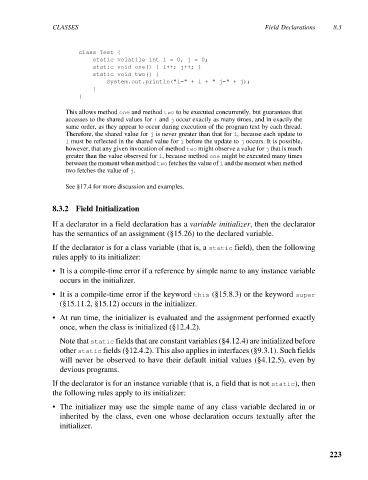 CLASSES Field Declarations 8.3
class Test {
static volatile int i = 0, j = 0;
static void one() { i++; j++; }
static void two() {
System.out.println("i=" + i + " j=" + j);
}
}
This allows method one and method two to be executed concurrently, but guarantees that
accesses to the shared values for i and j occur exactly as many times, and in exactly the
same order, as they appear to occur during execution of the program text by each thread.
Therefore, the shared value for j is never greater than that for i, because each update to
i must be reflected in the shared value for i before the update to j occurs. It is possible,
however, that any given invocation of method two might observe a value for j that is much
greater than the value observed for i, because method one might be executed many times
between the moment when method two fetches the value of i and the moment when method
two fetches the value of j.
See §17.4 for more discussion and examples.
8.3.2 Field Initialization
If a declarator in a field declaration has a variable initializer, then the declarator
has the semantics of an assignment (§15.26) to the declared variable.
If the declarator is for a class variable (that is, a static field), then the following
rules apply to its initializer:
• It is a compile-time error if a reference by simple name to any instance variable
occurs in the initializer.
• It is a compile-time error if the keyword this (§15.8.3) or the keyword super
(§15.11.2, §15.12) occurs in the initializer.
• At run time, the initializer is evaluated and the assignment performed exactly
once, when the class is initialized (§12.4.2).
Note that static fields that are constant variables (§4.12.4) are initialized before
other static fields (§12.4.2). This also applies in interfaces (§9.3.1). Such fields
will never be observed to have their default initial values (§4.12.5), even by
devious programs.
If the declarator is for an instance variable (that is, a field that is not static), then
the following rules apply to its initializer:
• The initializer may use the simple name of any class variable declared in or
inherited by the class, even one whose declaration occurs textually after the
initializer.
223